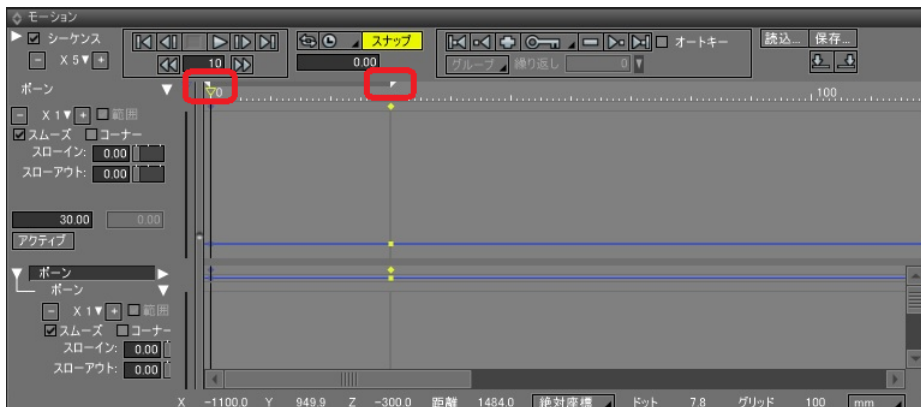 モーション
シーケンス スナップ オートキー 読込... 保存...
X 5 10 0.00 グループ 繰り返し 0
ボーン 0 100
X 1 範囲
スムーズ コーナー
スローイン: 0.00
スローアウト: 0.00
30.00 0.00
アクティブ
ボーン
ボーン
X 1 範囲
スムーズ コーナー
スローイン: 0.00
スローアウト: 0.00
X -1100.0 Y 949.9 Z -300.0 距離 1484.0 絶対座標 ドット 7.8 グリッド 100 mm